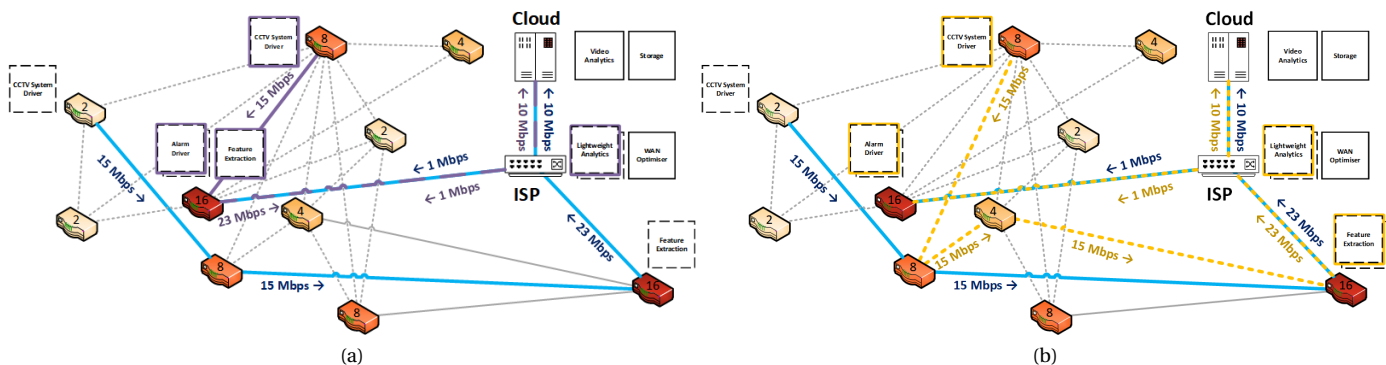 Cloud
CCTV System
Driver
8
4
Video
Analytics
Storage
CCTV System
Driver
2
← 15 Mbps
← 10 Mbps
← 10 Mbps
Alarm
Driver
Feature
Extraction
2
Lightweight
Analytics
WAN
Optimiser
15 Mbps →
← 1 Mbps
ISP
← 1 Mbps
16
23 Mbps →
4
2
← 23 Mbps
Feature
Extraction
8
15 Mbps →
16
8
(a)
Cloud
CCTV System
Driver
8
4
Video
Analytics
Storage
CCTV System
Driver
2
← 15 Mbps
← 10 Mbps
← 10 Mbps
Alarm
Driver
2
Lightweight
Analytics
WAN
Optimiser
15 Mbps →
← 1 Mbps
ISP
← 1 Mbps
16
4
2
← 23 Mbps
← 23 Mbps
Feature
Extraction
15 Mbps →
15 Mbps →
8
15 Mbps →
16
8
(b)